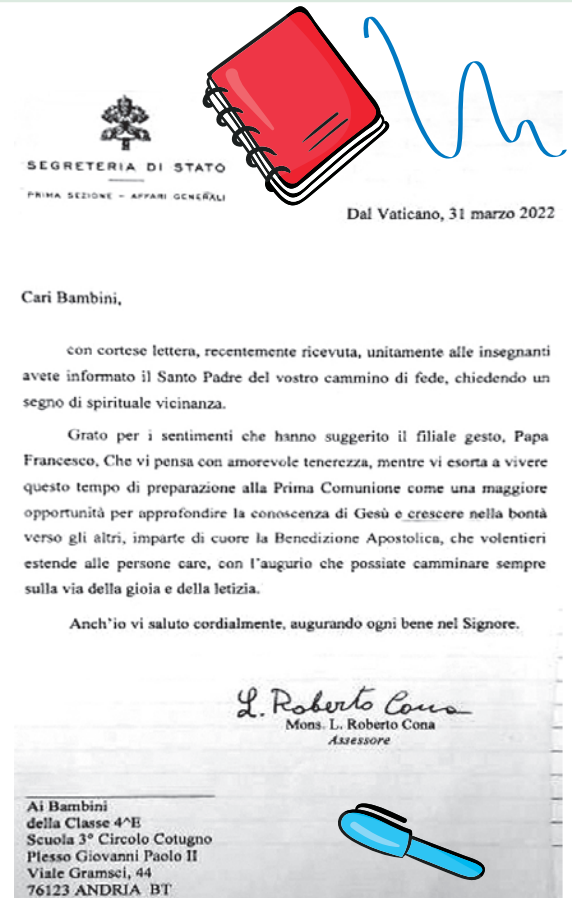 SEGRETERIA DI STATO
PRIMA SEZIONE – AFFARI GENERALI
Dal Vaticano, 31 marzo 2022
Cari Bambini,
con cortese lettera, recentemente ricevuta, unitamente alle insegnanti
avete informato il Santo Padre del vostro cammino di fede, chiedendo un
segno di spirituale vicinanza.
Grato per i sentimenti che hanno suggerito il filiale gesto, Papa
Francesco, Che vi pensa con amorevole tenerezza, mentre vi esorta a vivere
questo tempo di preparazione alla Prima Comunione come una maggiore
opportunità per approfondire la conoscenza di Gesù e crescere nella bontà
verso gli altri, imparte di cuore la Benedizione Apostolica, che volentieri
estende alle persone care, con l'augurio che possiate camminare sempre
sulla via della gioia e della letizia.
Anch'io vi saluto cordialmente, augurando ogni bene nel Signore.
L. Roberto Cona
Mons. L. Roberto Cona
Assessore
Ai Bambini
della Classe 4^E
Scuola 3° Circolo Cotugno
Plesso Giovanni Paolo II
Viale Gramsci, 44
76123 ANDRIA BT